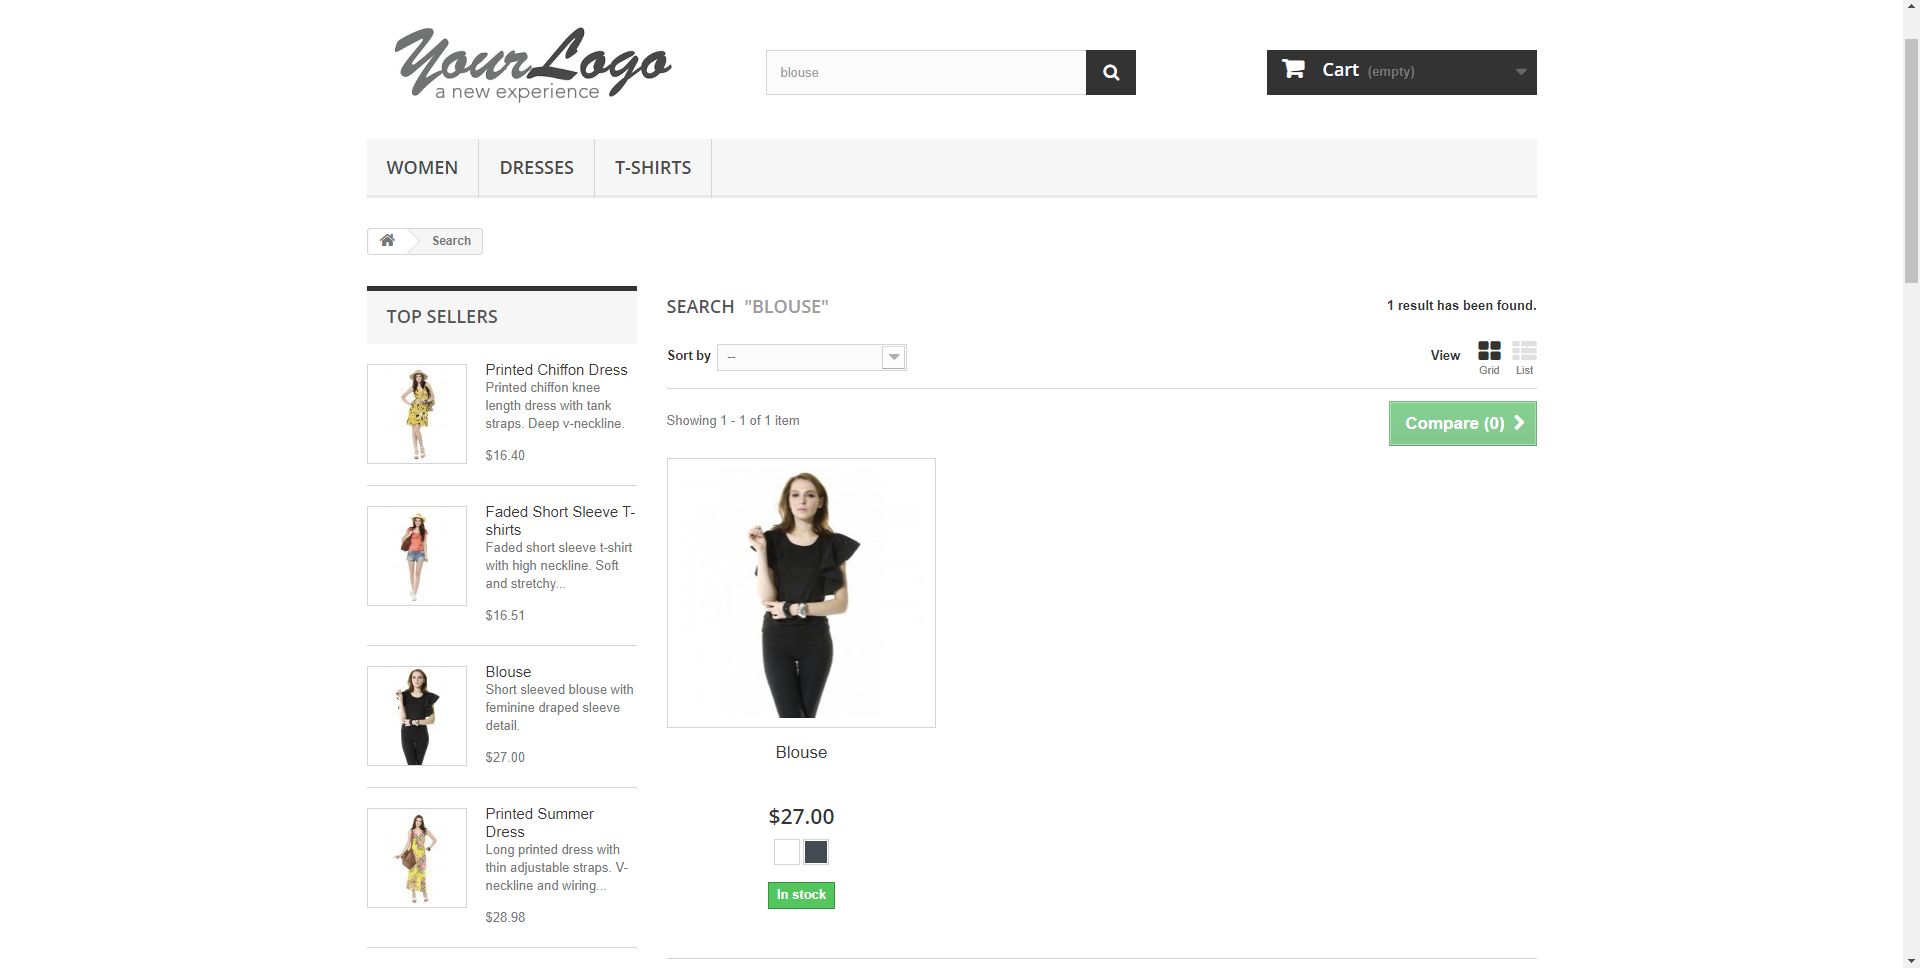 YourLogo
a new experience
blouse
Cart (empty)
WOMEN
DRESSES
T-SHIRTS
Search
TOP SELLERS
Printed Chiffon Dress
Printed chiffon knee
length dress with tank
straps. Deep v-neckline.
$16.40
Faded Short Sleeve T-
shirts
Faded short sleeve t-shirt
with high neckline. Soft
and stretchy...
$16.51
Blouse
Short sleeved blouse with
feminine draped sleeve
detail.
$27.00
Printed Summer
Dress
Long printed dress with
thin adjustable straps. V-
neckline and wiring...
$28.98
SEARCH "BLOUSE"
1 result has been found.
Sort by --
View
Grid
List
Showing 1 - 1 of 1 item
Compare (0)
Blouse
$27.00
In stock